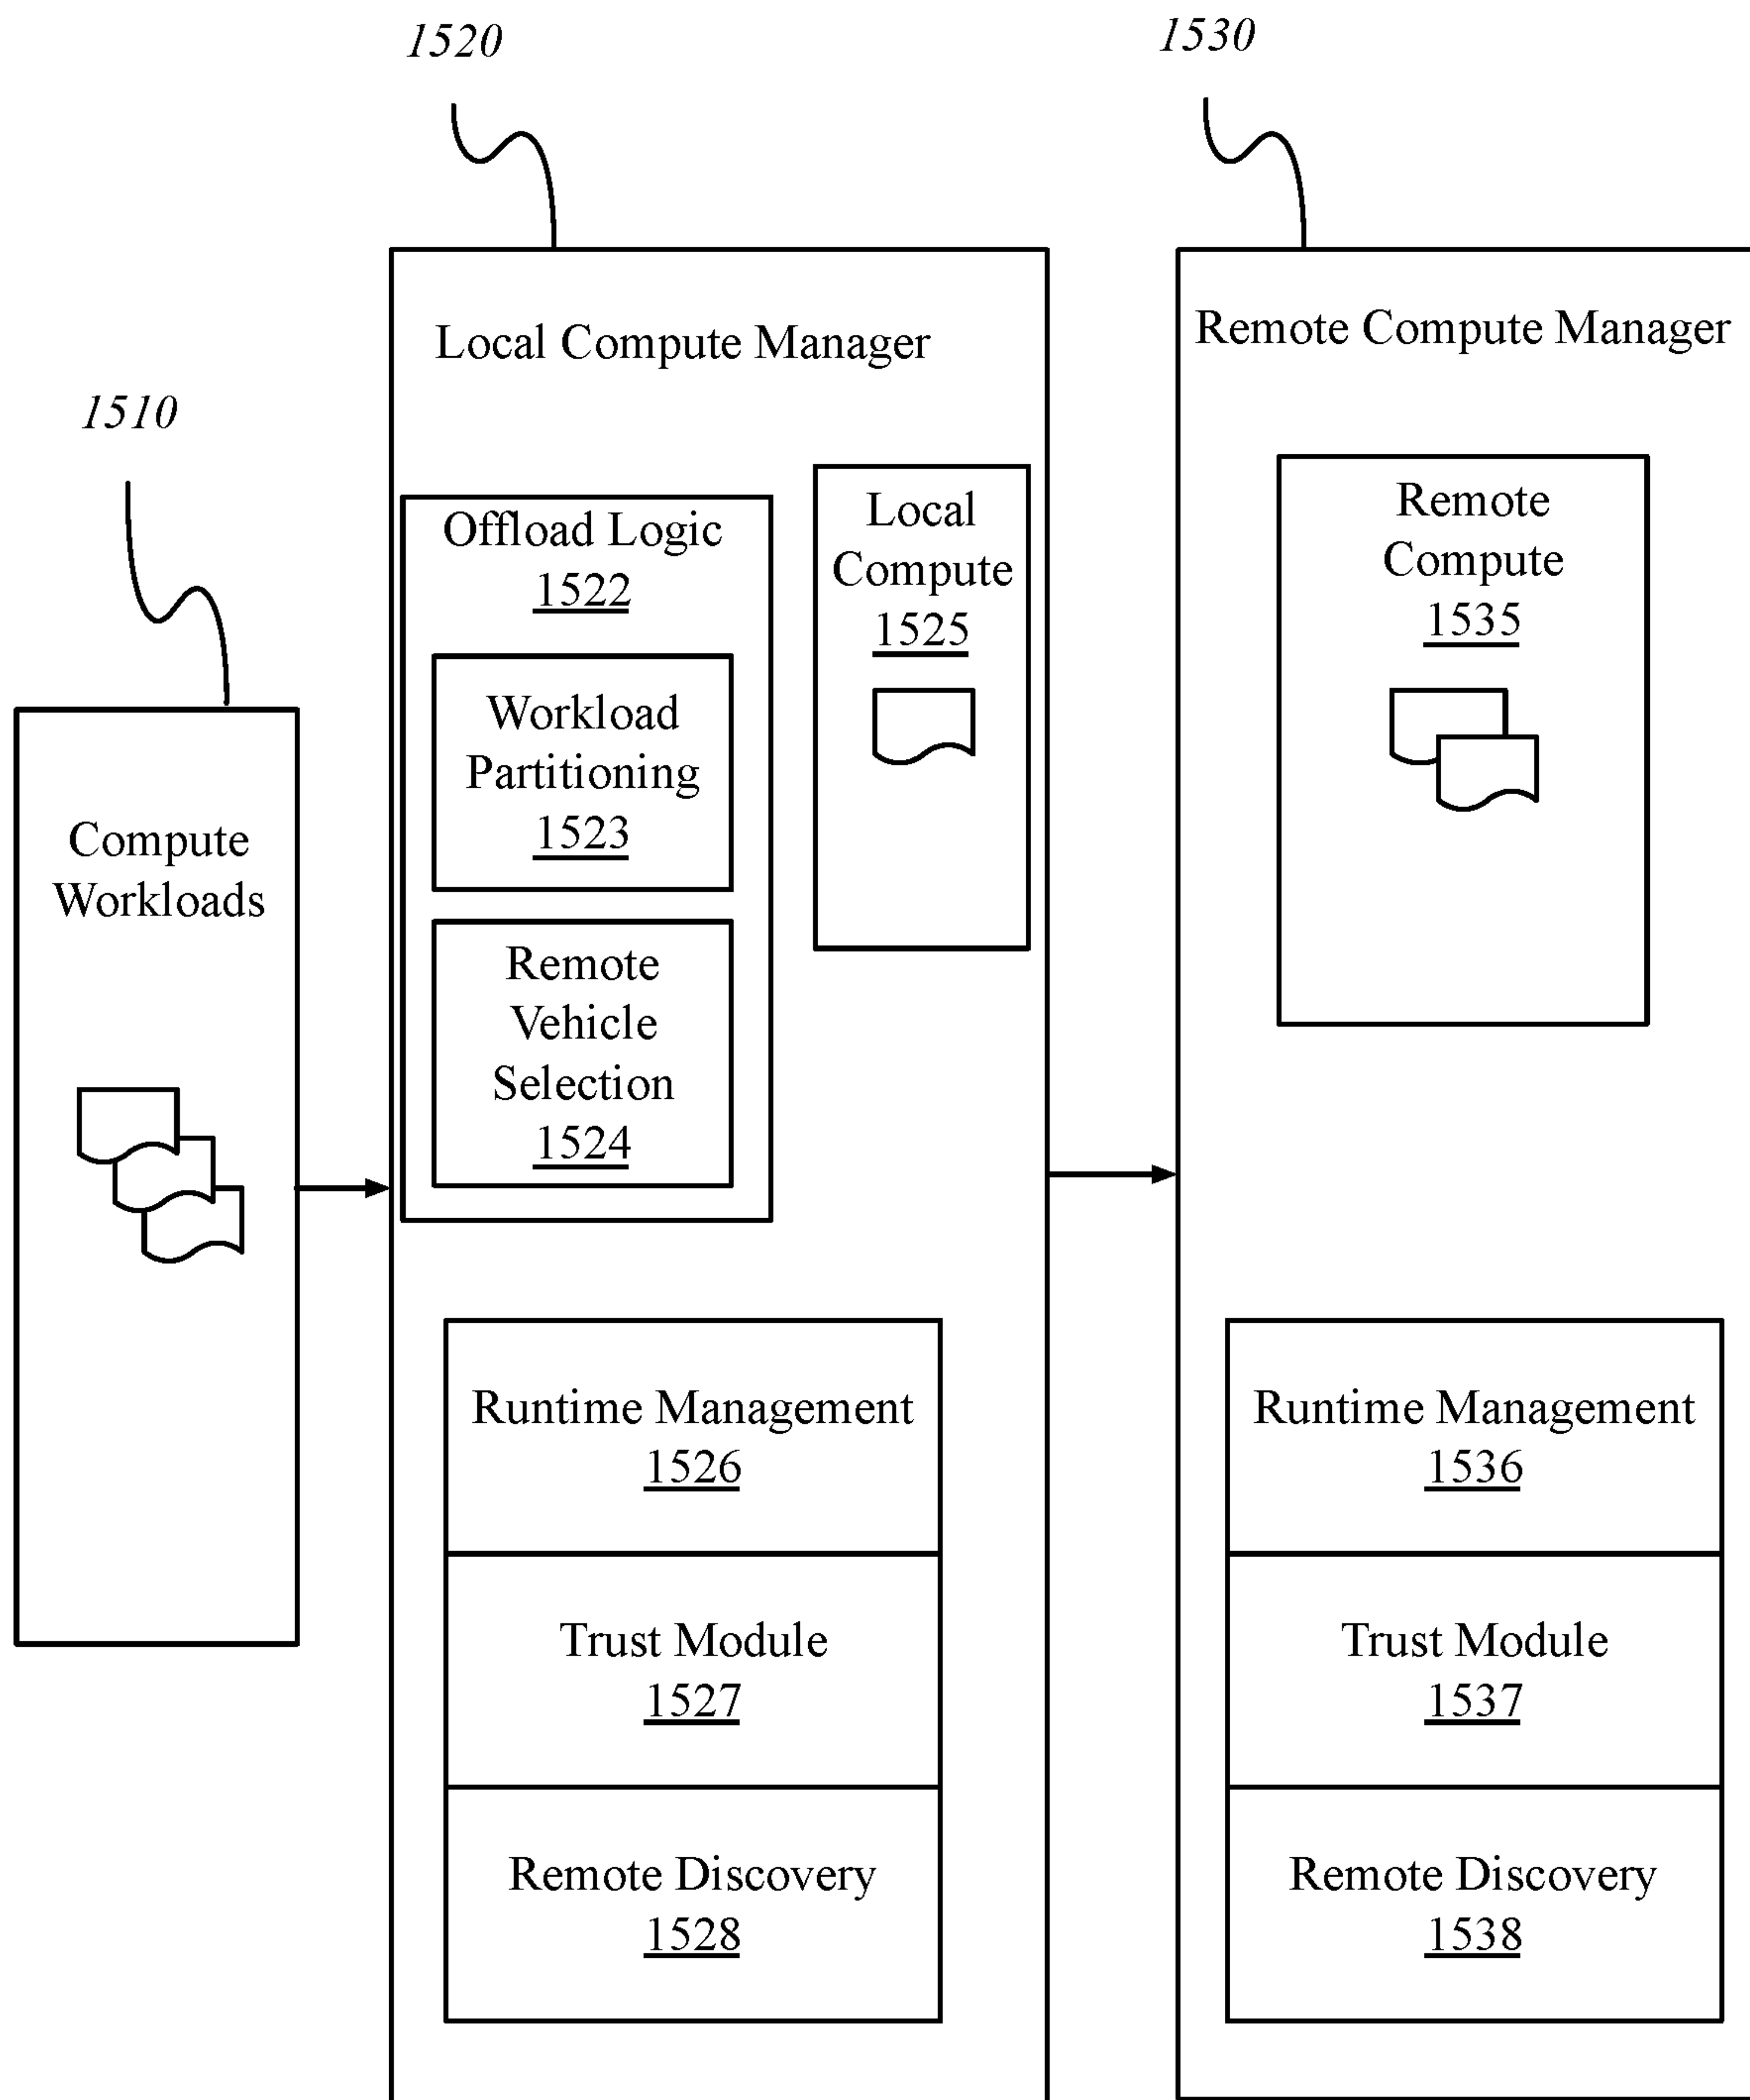 1520
1530
1510
Compute
Workloads
Local Compute Manager
Offload Logic
1522
Workload
Partitioning
1523
Remote
Vehicle
Selection
1524
Local
Compute
1525
Runtime Management
1526
Trust Module
1527
Remote Discovery
1528
Remote Compute Manager
Remote
Compute
1535
Runtime Management
1536
Trust Module
1537
Remote Discovery
1538